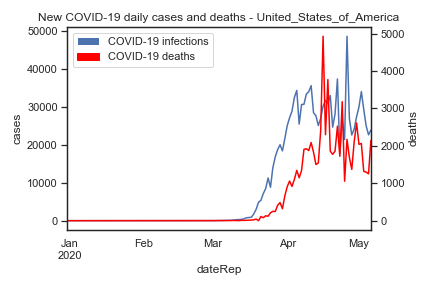 New COVID-19 daily cases and deaths - United_States_of_America
COVID-19 infections
COVID-19 deaths
cases
50000
40000
30000
20000
10000
0
deaths
5000
4000
3000
2000
1000
0
Jan
2020
Feb
Mar
Apr
May
dateRep